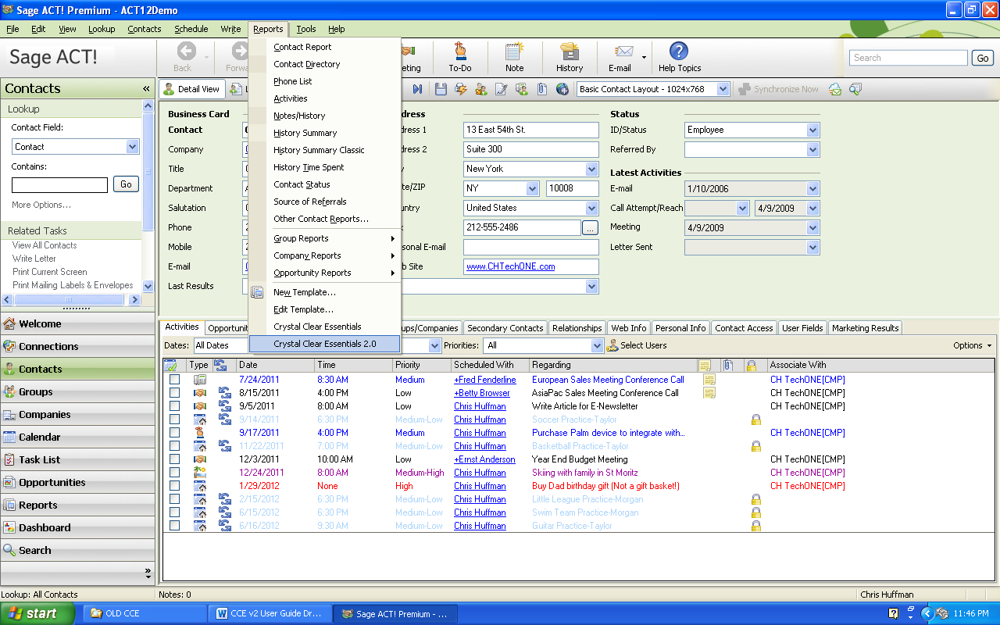 Sage ACT! Premium - ACT12Demo
File Edit View Lookup Contacts Schedule Write Reports Tools Help
Sage ACT!
Back
To-Do Note History E-mail Help Topics
Search Go
Contacts «
Detail View
Basic Contact Layout - 1024x768
Synchronize Now
Lookup
Contact Field:
Contact
Contains:
Go
More Options...
Related Tasks
View All Contacts
Write Letter
Print Current Screen
Print Mailing Labels & Envelopes
Welcome
Connections
Contacts
Groups
Companies
Calendar
Task List
Opportunities
Reports
Dashboard
Search
»
Contact Report
Contact Directory
Phone List
Activities
Notes/History
History Summary
History Summary Classic
History Time Spent
Contact Status
Source of Referrals
Other Contact Reports...
Group Reports
Company Reports
Opportunity Reports
New Template...
Edit Template...
Crystal Clear Essentials
Crystal Clear Essentials 2.0
Business Card
Contact
Company
Title
Department
Salutation
Phone
Mobile
E-mail
Last Results
13 East 54th St.
Suite 300
New York
NY 10008
United States
212-555-2486 ...
www.CHTechONE.com
Status
ID/Status Employee
Referred By
Latest Activities
E-mail 1/10/2006
Call Attempt/Reach 4/9/2009
Meeting 4/9/2009
Letter Sent
Activities Secondary Contacts Relationships Web Info Personal Info Contact Access User Fields Marketing Results
Dates: All Dates Priorities: All Select Users Options
Type Date Time Priority Scheduled With Regarding Associate With
7/24/2011 8:30 AM Medium +Fred Fenderline European Sales Meeting Conference Call CH TechONE[CMP]
8/15/2011 4:00 PM Low +Betty Browser AsiaPac Sales Meeting Conference Call CH TechONE[CMP]
9/5/2011 8:00 AM Low Chris Huffman Write Article for E-Newsletter CH TechONE[CMP]
9/14/2011 6:30 PM Medium-Low Chris Huffman Soccer Practice-Taylor
9/17/2011 4:00 PM Medium Chris Huffman Purchase Palm device to integrate with... CH TechONE[CMP]
11/22/2011 7:00 PM Medium-Low Chris Huffman Basketball Practice-Taylor
12/3/2011 10:00 AM Low +Ernst Anderson Year End Budget Meeting CH TechONE[CMP]
12/24/2011 8:00 AM Medium-High Chris Huffman Skiing with family in St Moritz CH TechONE[CMP]
1/29/2012 None High Chris Huffman Buy Dad birthday gift (Not a gift basket!) CH TechONE[CMP]
2/15/2012 6:30 PM Medium-Low Chris Huffman Little League Practice-Morgan
6/15/2012 6:30 PM Medium-Low Chris Huffman Swim Team Practice-Morgan
6/16/2012 9:30 AM Medium-Low Chris Huffman Guitar Practice-Taylor
Lookup: All Contacts Notes: 0 Chris Huffman
start OLD CCE CCE v2 User Guide Dr... Sage ACT! Premium - ... 11:46 PM